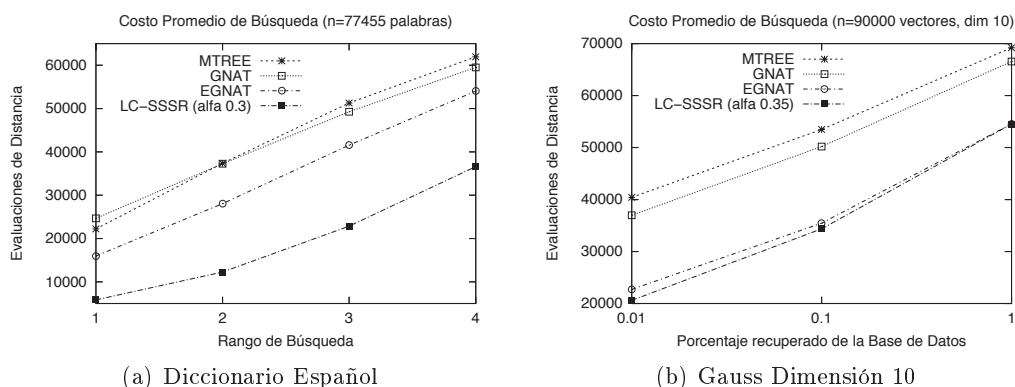 Costo Promedio de Búsqueda (n=77455 palabras)
Evaluaciones de Distancia
60000
50000
40000
30000
20000
10000
MTREE
GNAT
EGNAT
LC-SSSR (alfa 0.3)
1 2 3 4
Rango de Búsqueda
(a) Diccionario Español
Costo Promedio de Búsqueda (n=90000 vectores, dim 10)
Evaluaciones de Distancia
70000
60000
50000
40000
30000
20000
MTREE
GNAT
EGNAT
LC-SSSR (alfa 0.35)
0.01 0.1 1
Porcentaje recuperado de la Base de Datos
(b) Gauss Dimensión 10